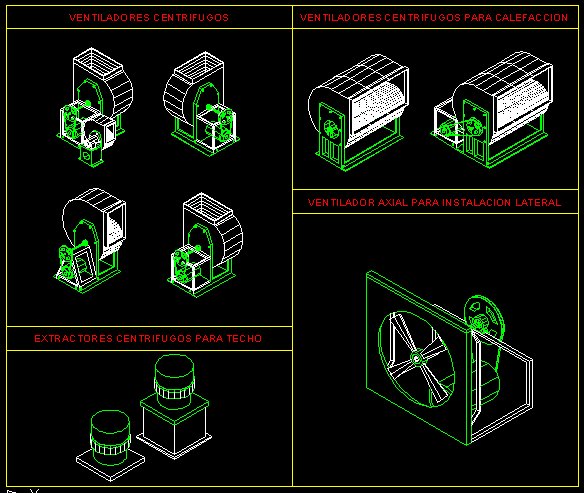 VENTILADORES CENTRIFUGOS
VENTILADORES CENTRIFUGOS PARA CALEFACCION
VENTILADOR AXIAL PARA INSTALACION LATERAL
EXTRACTORES CENTRIFUGOS PARA TECHO